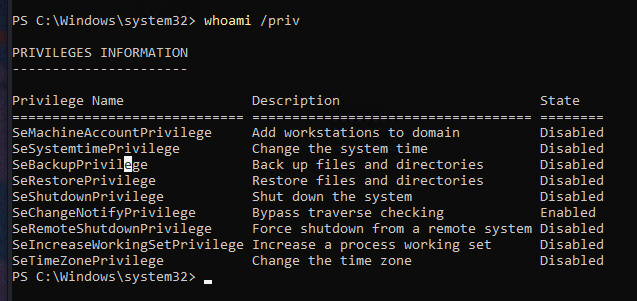 PS C:\Windows\system32> whoami /priv
PRIVILEGES INFORMATION
----------------------
Privilege Name                Description                         State
============================= =================================== ========
SeMachineAccountPrivilege     Add workstations to domain          Disabled
SeSystemtimePrivilege         Change the system time              Disabled
SeBackupPrivilege             Back up files and directories       Disabled
SeRestorePrivilege            Restore files and directories       Disabled
SeShutdownPrivilege           Shut down the system                Disabled
SeChangeNotifyPrivilege       Bypass traverse checking            Enabled
SeRemoteShutdownPrivilege     Force shutdown from a remote system Disabled
SeIncreaseWorkingSetPrivilege Increase a process working set      Disabled
SeTimeZonePrivilege           Change the time zone                Disabled
PS C:\Windows\system32>